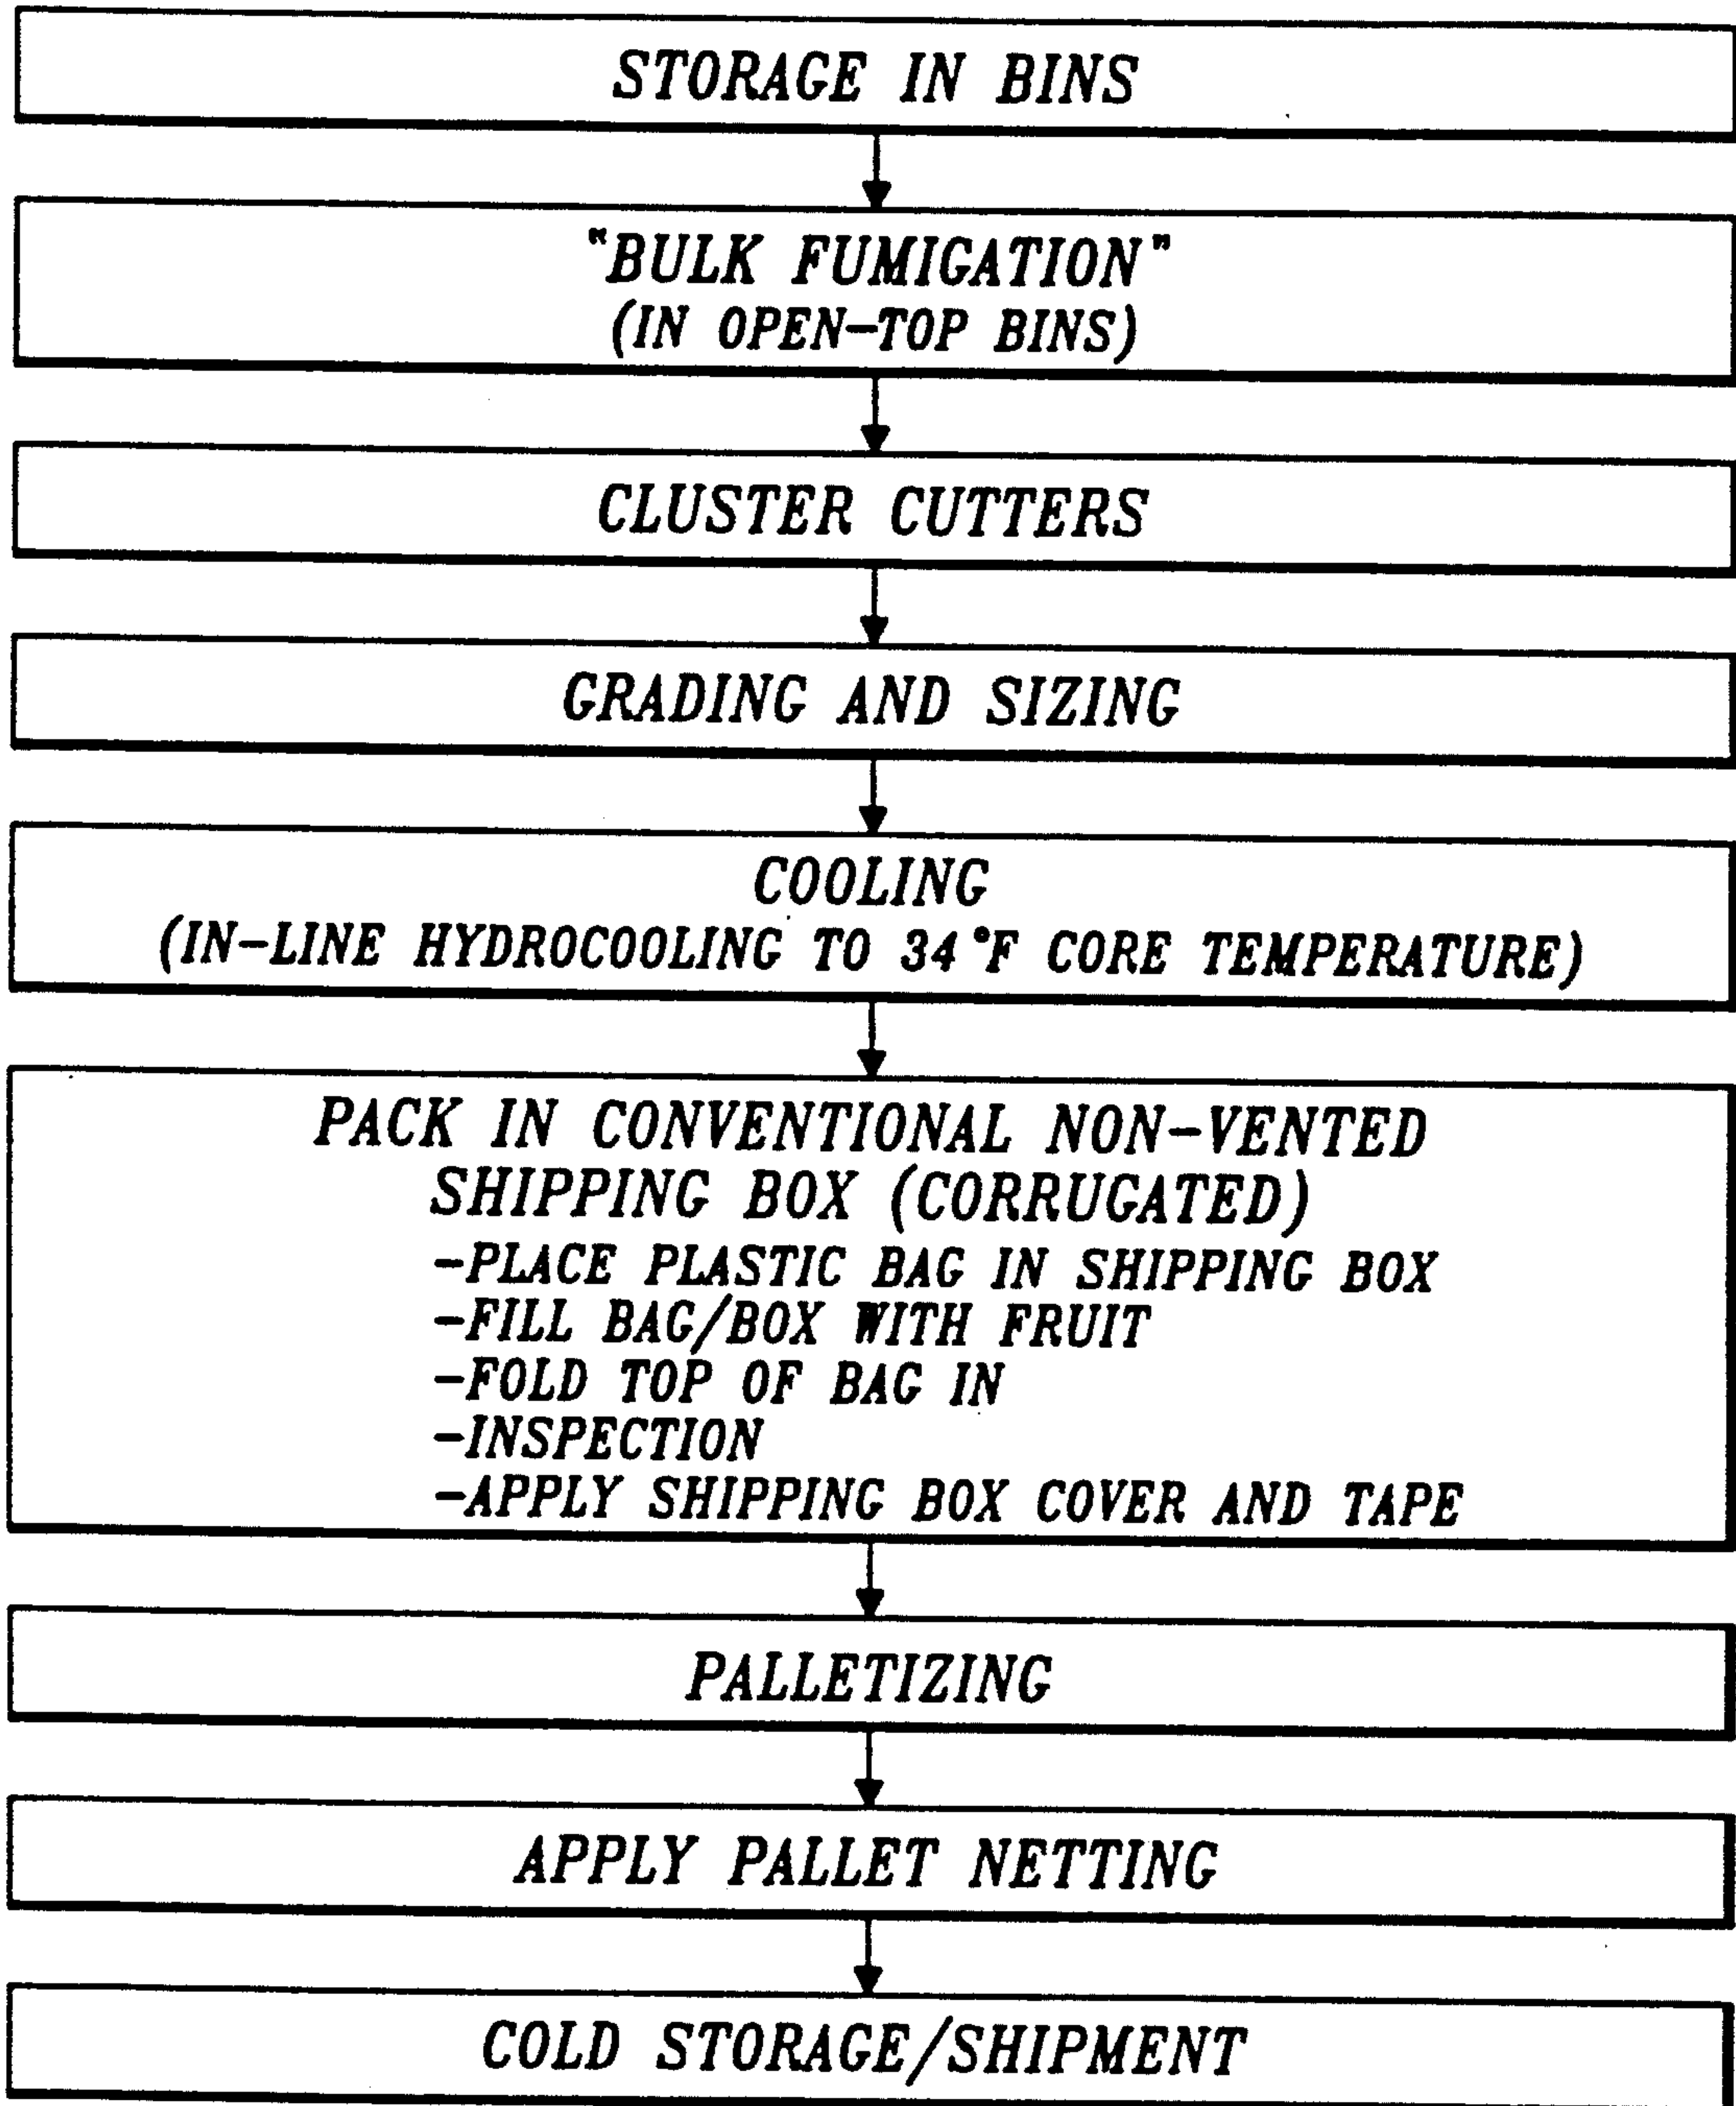 STORAGE IN BINS
"BULK FUMIGATION"
(IN OPEN-TOP BINS)
CLUSTER CUTTERS
GRADING AND SIZING
COOLING
(IN-LINE HYDROCOOLING TO 34°F CORE TEMPERATURE)
PACK IN CONVENTIONAL NON-VENTED
SHIPPING BOX (CORRUGATED)
-PLACE PLASTIC BAG IN SHIPPING BOX
-FILL BAG/BOX WITH FRUIT
-FOLD TOP OF BAG IN
-INSPECTION
-APPLY SHIPPING BOX COVER AND TAPE
PALLETIZING
APPLY PALLET NETTING
COLD STORAGE/SHIPMENT